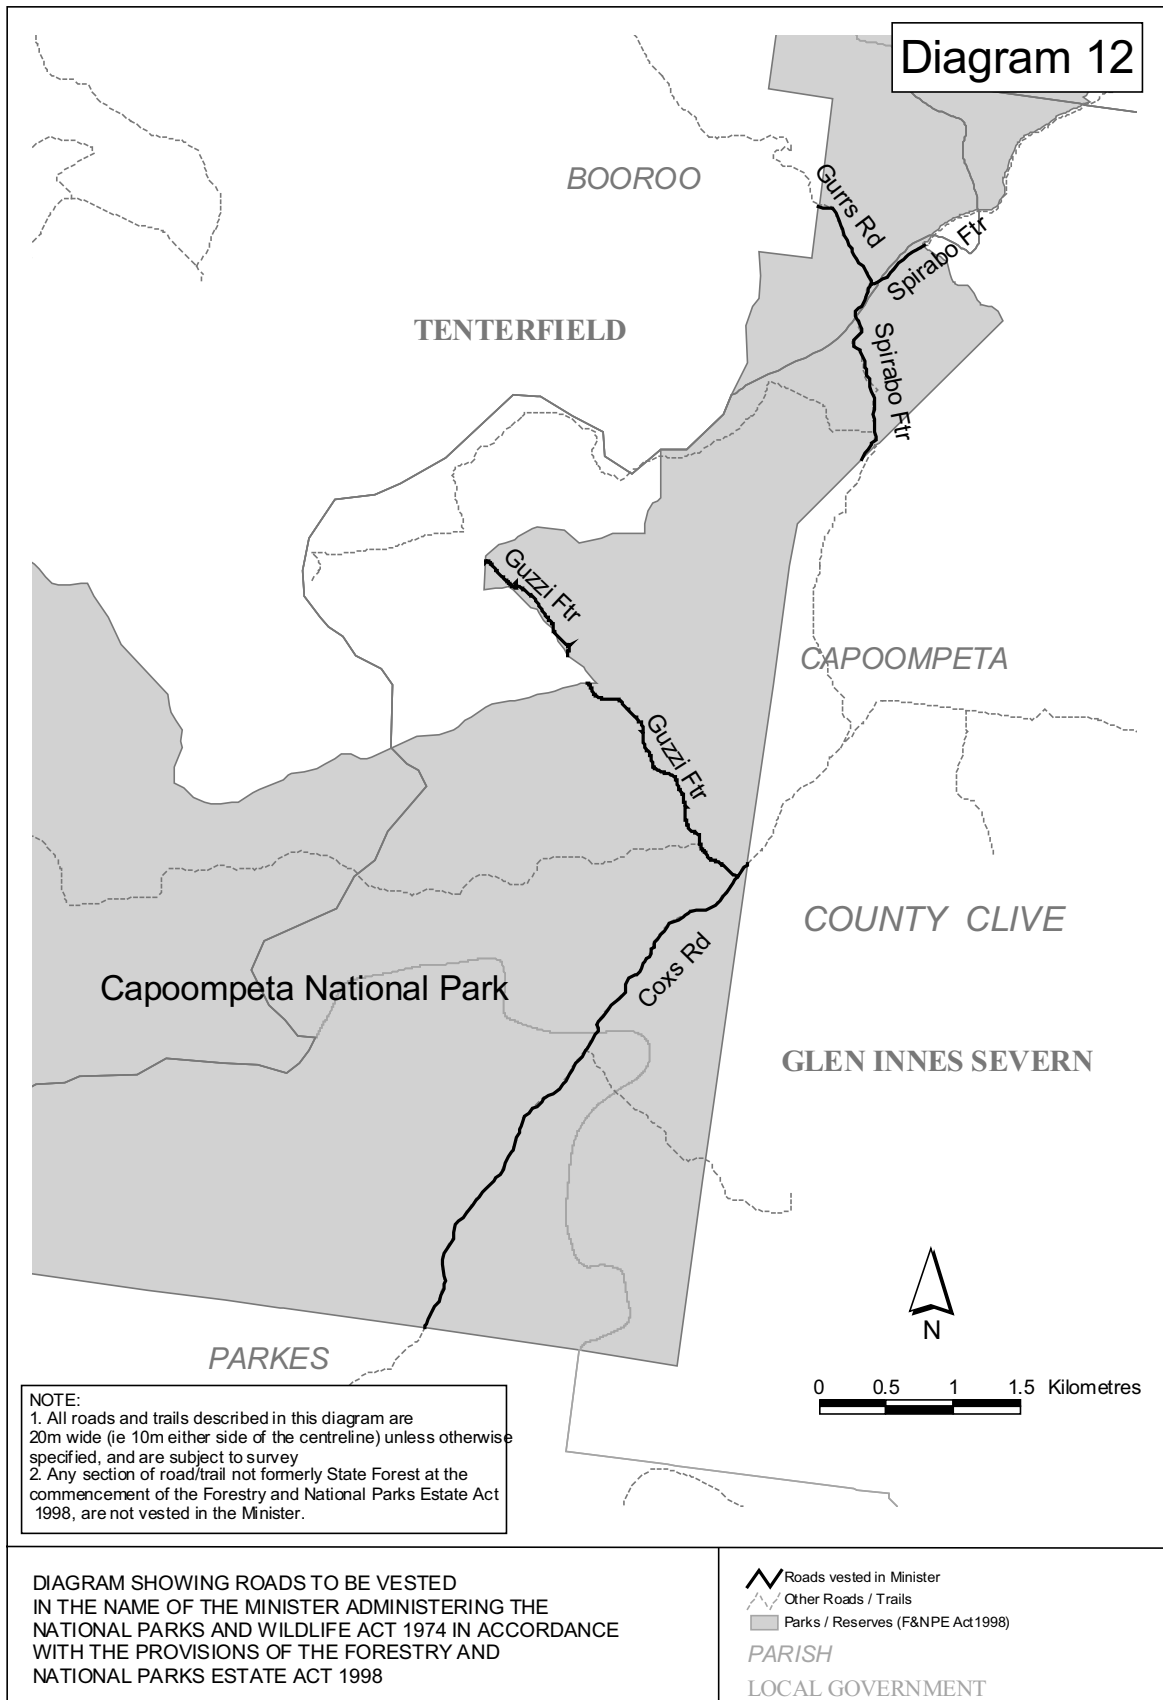 Diagram 12
BOOROO
Gurrs Rd
Spirabo Ftr
TENTERFIELD
Spirabo Ftr
Guzzi Ftr
CAPOOMPETA
Guzzi Ftr
COUNTY CLIVE
Coxs Rd
Capoompeta National Park
GLEN INNES SEVERN
N
PARKES
0 0.5 1 1.5 Kilometres
NOTE:
1. All roads and trails described in this diagram are
20m wide (ie 10m either side of the centreline) unless otherwise
specified, and are subject to survey
2. Any section of road/trail not formerly State Forest at the
commencement of the Forestry and National Parks Estate Act
1998, are not vested in the Minister.
DIAGRAM SHOWING ROADS TO BE VESTED
IN THE NAME OF THE MINISTER ADMINISTERING THE
NATIONAL PARKS AND WILDLIFE ACT 1974 IN ACCORDANCE
WITH THE PROVISIONS OF THE FORESTRY AND
NATIONAL PARKS ESTATE ACT 1998
Roads vested in Minister
Other Roads / Trails
Parks / Reserves (F&NPE Act1998)
PARISH
LOCAL GOVERNMENT